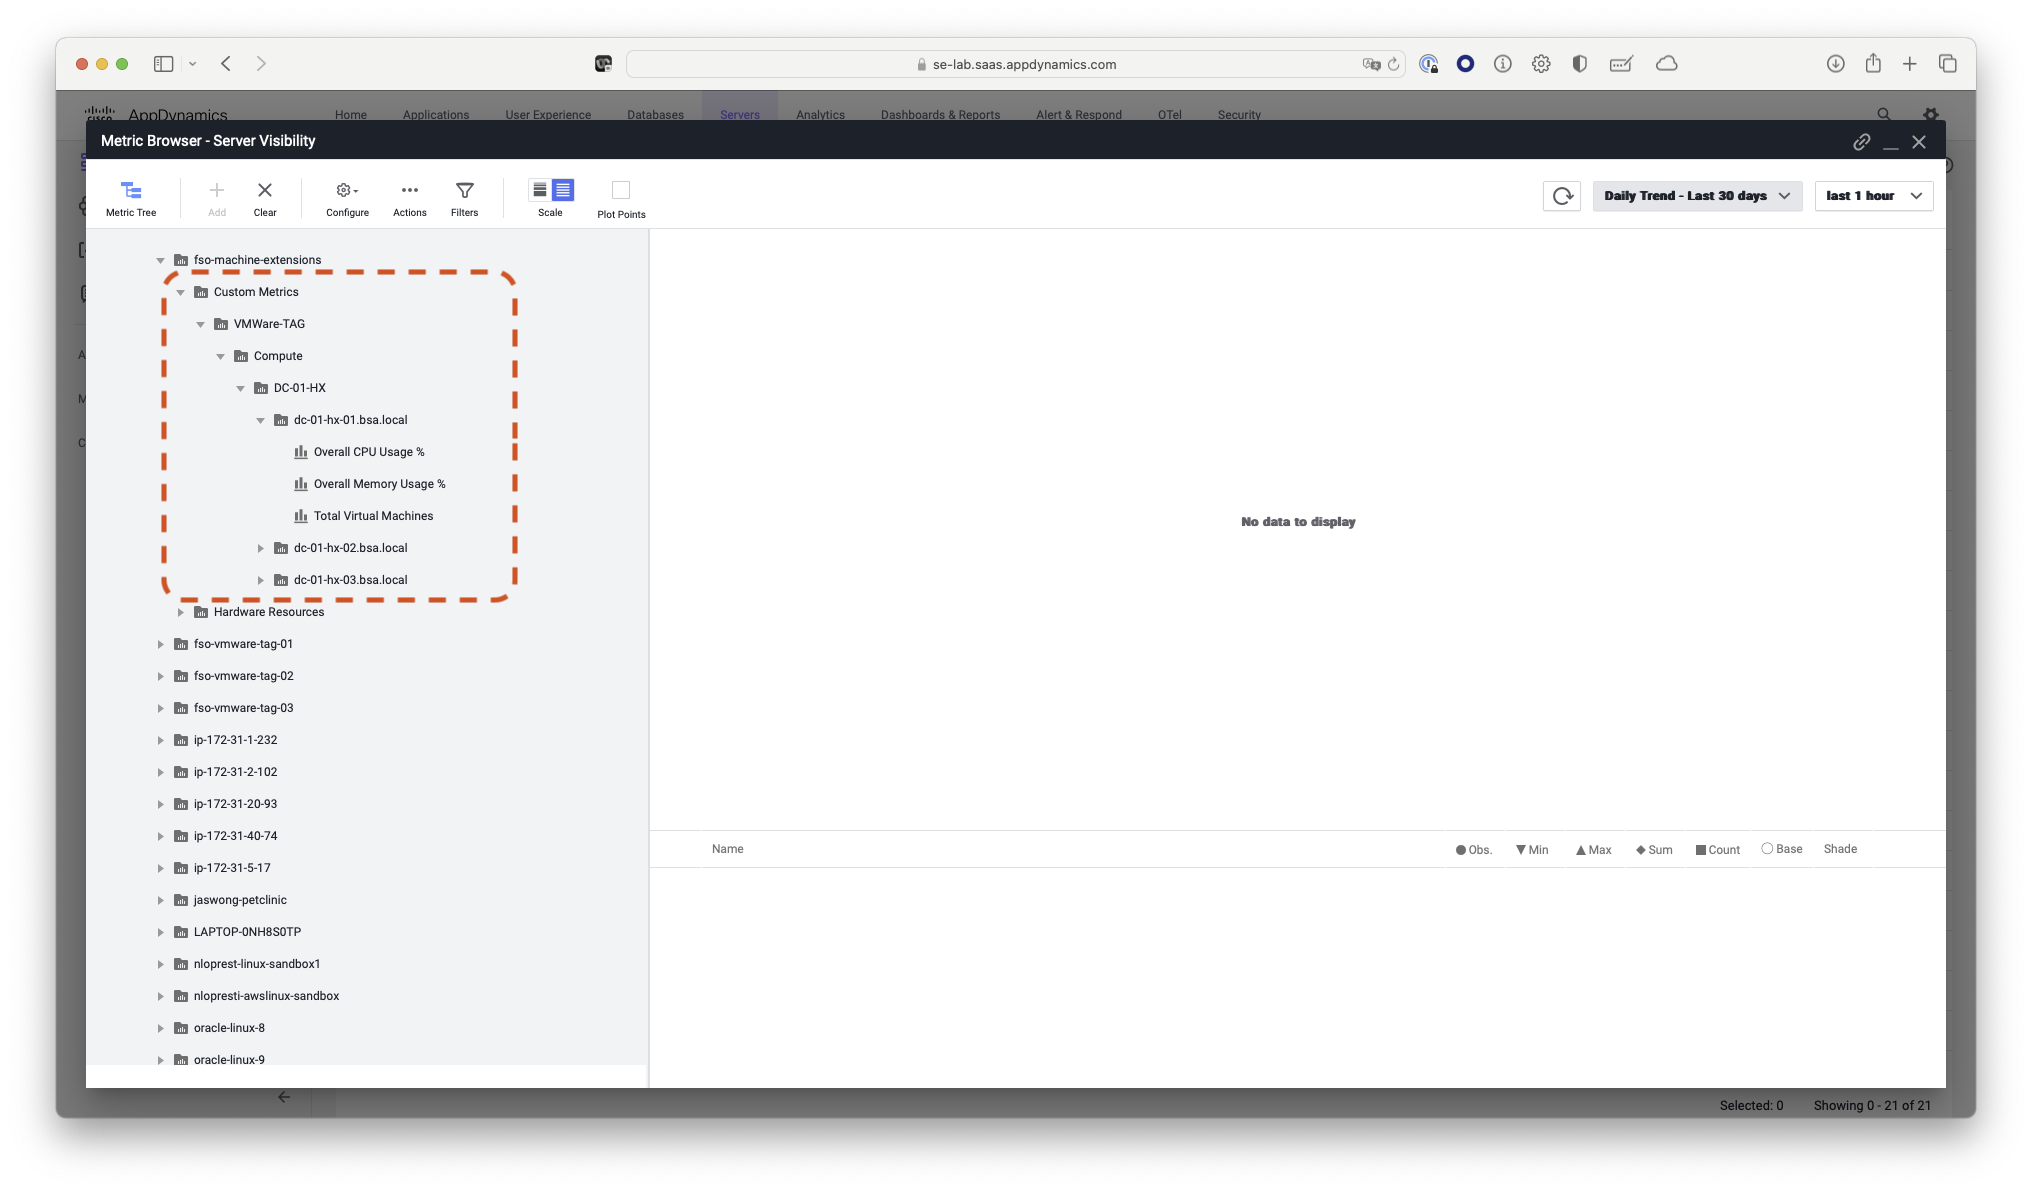 se-lab.saas.appdynamics.com
CISCO AppDynamics Home Applications User Experience Databases Servers Analytics Dashboards & Reports Alert & Respond OTel Security
Metric Browser - Server Visibility
Metric Tree Add Clear Configure Actions Filters Scale Plot Points Daily Trend - Last 30 days last 1 hour
fso-machine-extensions
Custom Metrics
VMWare-TAG
Compute
DC-01-HX
dc-01-hx-01.bsa.local
Overall CPU Usage %
Overall Memory Usage %
Total Virtual Machines
dc-01-hx-02.bsa.local
dc-01-hx-03.bsa.local
Hardware Resources
fso-vmware-tag-01
fso-vmware-tag-02
fso-vmware-tag-03
ip-172-31-1-232
ip-172-31-2-102
ip-172-31-20-93
ip-172-31-40-74
ip-172-31-5-17
jaswong-petclinic
LAPTOP-0NH8S0TP
nloprest-linux-sandbox1
nlopresti-awslinux-sandbox
oracle-linux-8
oracle-linux-9
No data to display
Name Obs. Min Max Sum Count Base Shade
Selected: 0 Showing 0 - 21 of 21